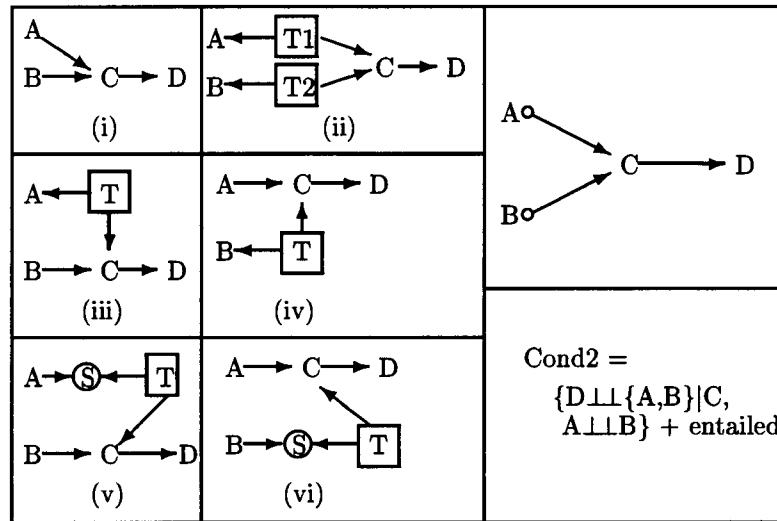 A
B C D
(i)
A T1
C D
B T2
(ii)
A
C D
B
A T
B C D
(iii)
A C D
B T
(iv)
A S T
B C D
(v)
A C D
B S T
(vi)
Cond2 =
{D⊥⊥{A,B}|C,
A⊥⊥B} + entailed